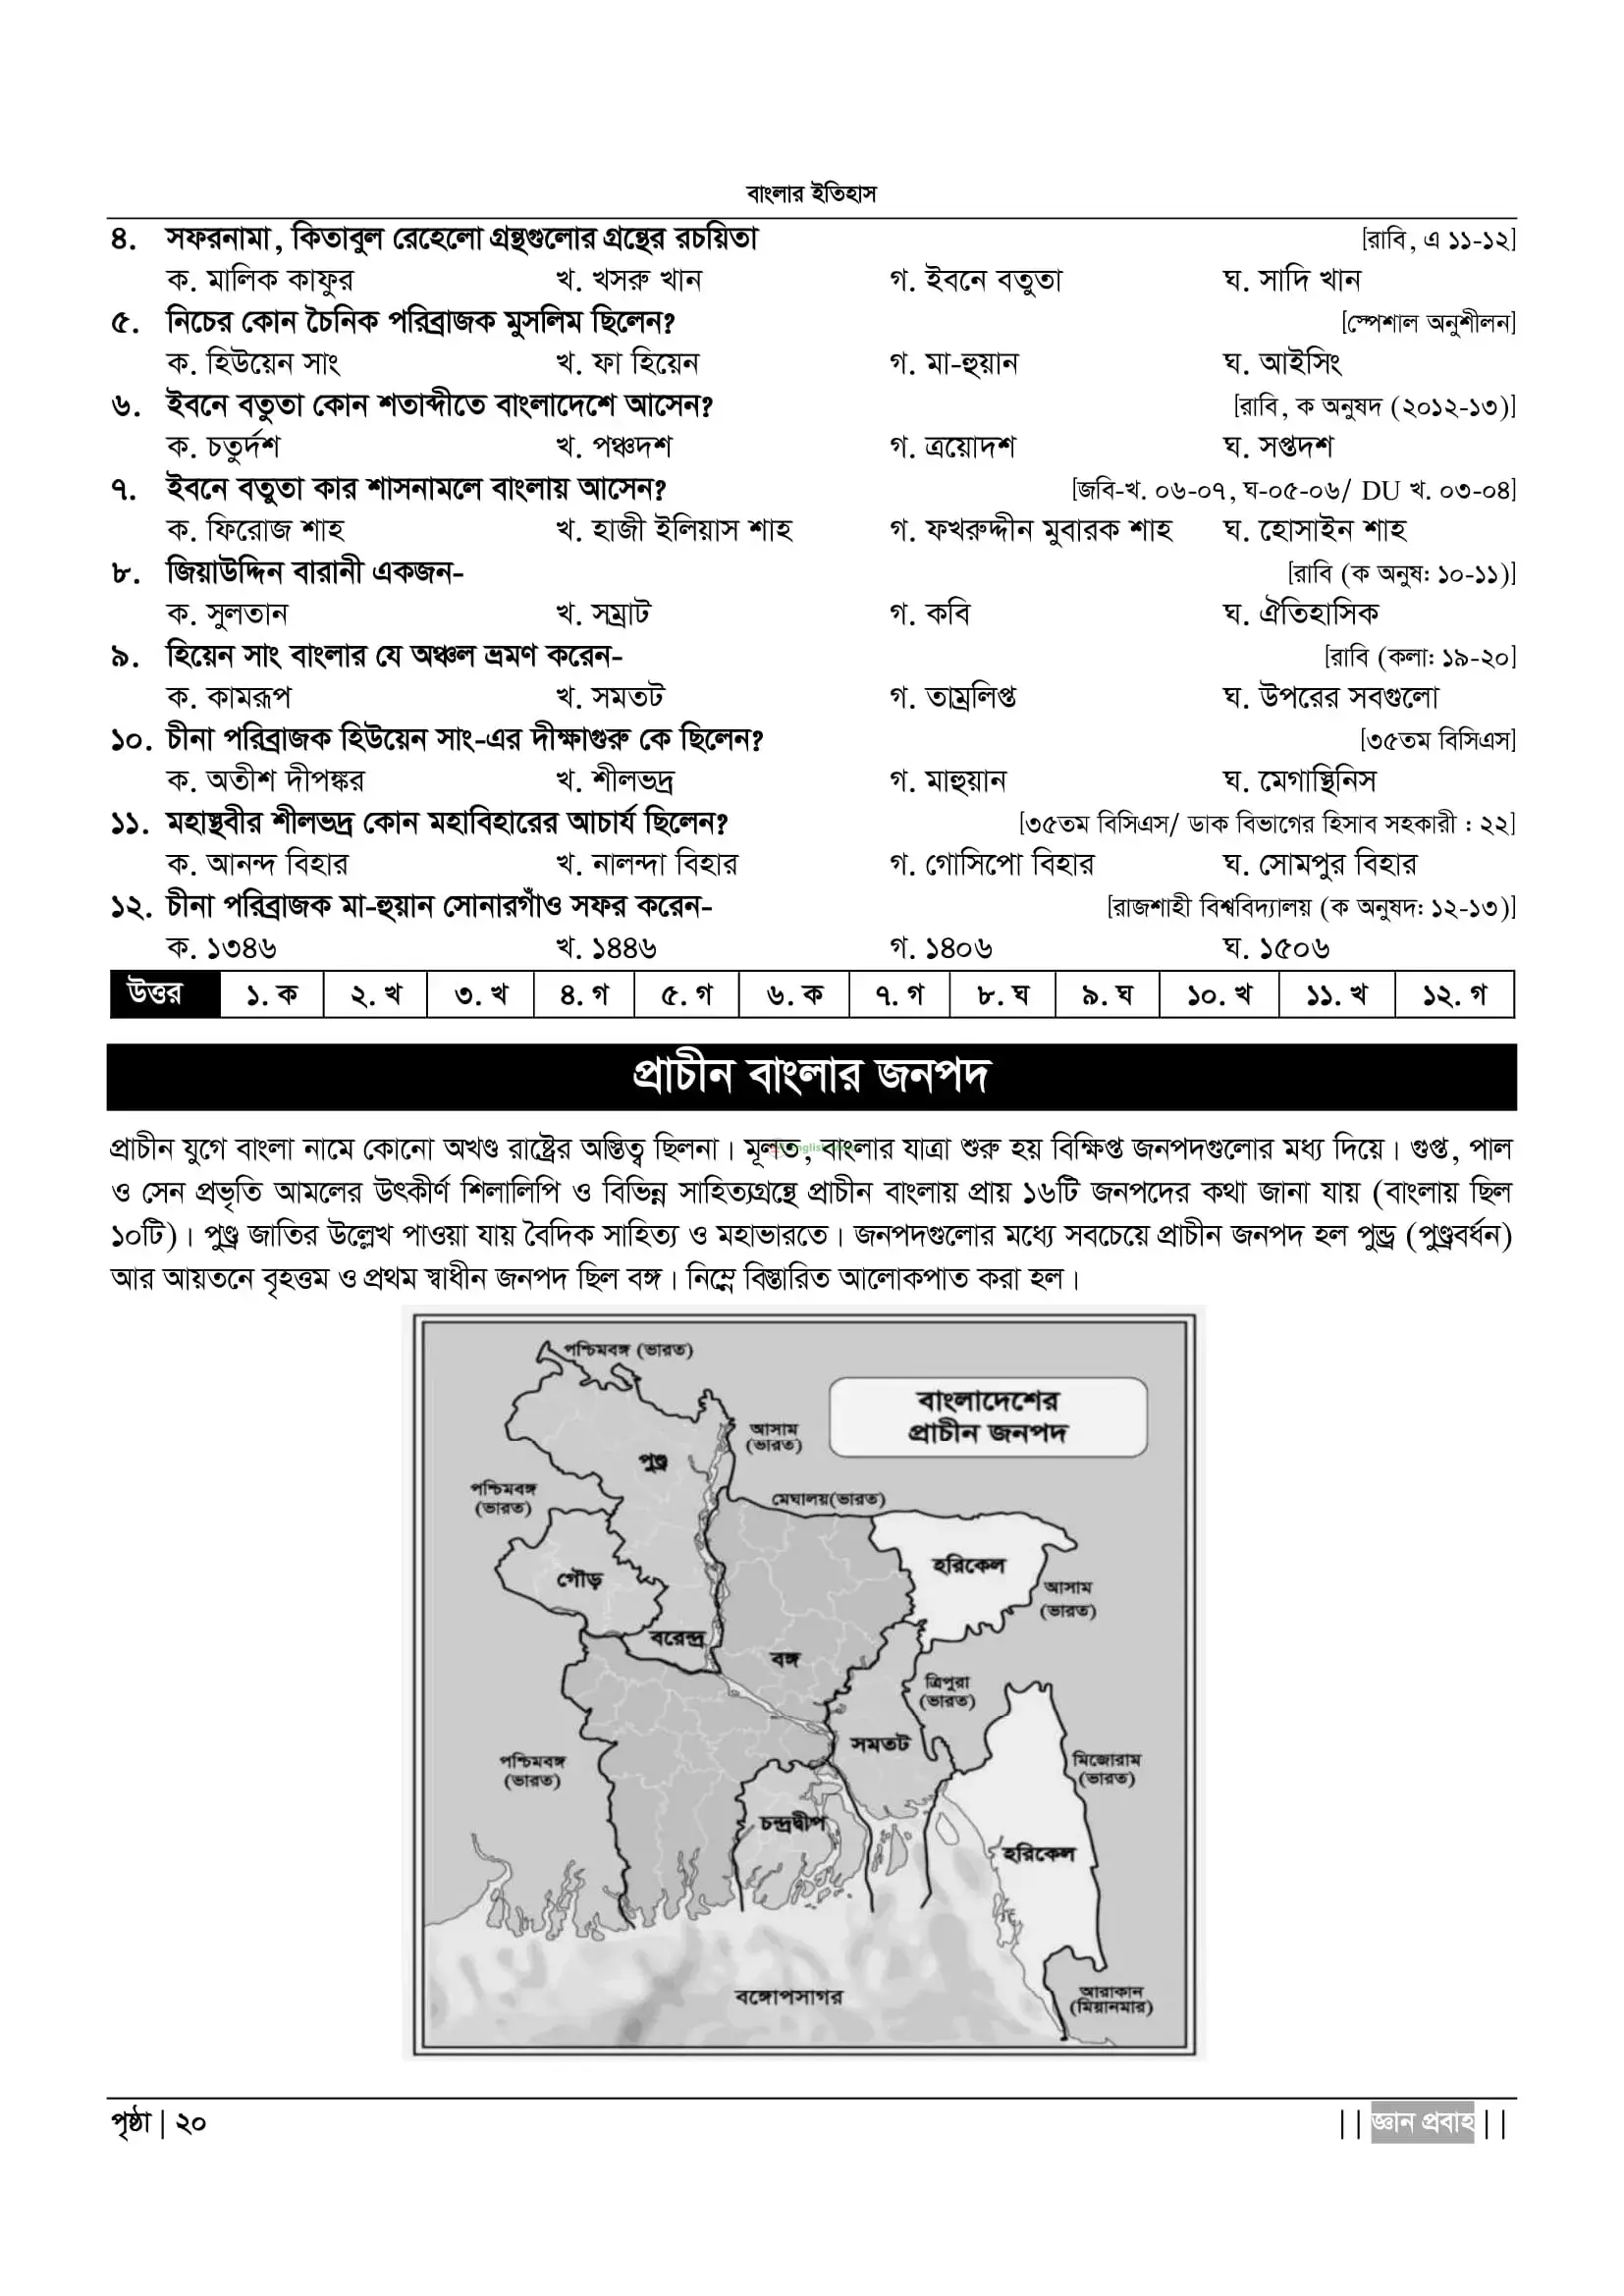 বাংলার ইতিহাস
৪. সফরনামা, কিতাবুল রেহেলো গ্রন্থগুলোর গ্রন্থের রচয়িতা [রাবি, এ ১১-১২]
ক. মালিক কাফুর খ. খসরু খান গ. ইবনে বতুতা ঘ. সাদি খান
৫. নিচের কোন চৈনিক পরিব্রাজক মুসলিম ছিলেন? [স্পেশাল অনুশীলন]
ক. হিউয়েন সাং খ. ফা হিয়েন গ. মা-হুয়ান ঘ. আইসিং
৬. ইবনে বতুতা কোন শতাব্দীতে বাংলাদেশে আসেন? [রাবি, ক অনুষদ (২০১২-১৩)]
ক. চতুর্দশ খ. পঞ্চদশ গ. ত্রয়োদশ ঘ. সপ্তদশ
৭. ইবনে বতুতা কার শাসনামলে বাংলায় আসেন? [জবি-খ. ০৬-০৭, ঘ-০৫-০৬/ DU খ. ০৩-০৪]
ক. ফিরোজ শাহ খ. হাজী ইলিয়াস শাহ গ. ফখরুদ্দীন মুবারক শাহ ঘ. হোসাইন শাহ
৮. জিয়াউদ্দিন বারানী একজন- [রাবি (ক অনুষ: ১০-১১)]
ক. সুলতান খ. সম্রাট গ. কবি ঘ. ঐতিহাসিক
৯. হিয়েন সাং বাংলার যে অঞ্চল ভ্রমণ করেন- [রাবি (কলা: ১৯-২০]
ক. কামরূপ খ. সমতট গ. তাম্রলিপ্ত ঘ. উপরের সবগুলো
১০. চীনা পরিব্রাজক হিউয়েন সাং-এর দীক্ষাগুরু কে ছিলেন? [৩৫তম বিসিএস]
ক. অতীশ দীপঙ্কর খ. শীলভদ্র গ. মাহুয়ান ঘ. মেগাস্থিনিস
১১. মহাস্থবীর শীলভদ্র কোন মহাবিহারের আচার্য ছিলেন? [৩৫তম বিসিএস/ ডাক বিভাগের হিসাব সহকারী : ২২]
ক. আনন্দ বিহার খ. নালন্দা বিহার গ. গোসিপো বিহার ঘ. সোমপুর বিহার
১২. চীনা পরিব্রাজক মা-হুয়ান সোনারগাঁও সফর করেন- [রাজশাহী বিশ্ববিদ্যালয় (ক অনুষদ: ১২-১৩)]
ক. ১৩৪৬ খ. ১৪৪৬ গ. ১৪০৬ ঘ. ১৫০৬
উত্তর ১. ক ২. খ ৩. খ ৪. গ ৫. গ ৬. ক ৭. গ ৮. ঘ ৯. ঘ ১০. খ ১১. খ ১২. গ
প্রাচীন বাংলার জনপদ
প্রাচীন যুগে বাংলা নামে কোনো অখণ্ড রাষ্ট্রের অস্তিত্ব ছিলনা। মূলত, বাংলার যাত্রা শুরু হয় বিক্ষিপ্ত জনপদগুলোর মধ্য দিয়ে। গুপ্ত, পাল
ও সেন প্রভৃতি আমলের উৎকীর্ণ শিলালিপি ও বিভিন্ন সাহিত্যগ্রন্থে প্রাচীন বাংলায় প্রায় ১৬টি জনপদের কথা জানা যায় (বাংলায় ছিল
১০টি)। পুণ্ড্র জাতির উল্লেখ পাওয়া যায় বৈদিক সাহিত্য ও মহাভারতে। জনপদগুলোর মধ্যে সবচেয়ে প্রাচীন জনপদ হল পুন্ড্র (পুণ্ড্রবর্ধন)
আর আয়তনে বৃহত্তম ও প্রথম স্বাধীন জনপদ ছিল বঙ্গ। নিম্নে বিস্তারিত আলোকপাত করা হল।
পশ্চিমবঙ্গ (ভারত)
বাংলাদেশের
প্রাচীন জনপদ
আসাম
(ভারত)
পুণ্ড্র
পশ্চিমবঙ্গ
(ভারত)
মেঘালয়(ভারত)
হরিকেল
গৌড়
আসাম
(ভারত)
বরেন্দ্র
বঙ্গ
ত্রিপুরা
(ভারত)
সমতট
পশ্চিমবঙ্গ
(ভারত)
মিজোরাম
(ভারত)
চন্দ্রদ্বীপ
হরিকেল
বঙ্গোপসাগর
আরাকান
(মিয়ানমার)
পৃষ্ঠা | ২০ || জ্ঞান প্রবাহ ||